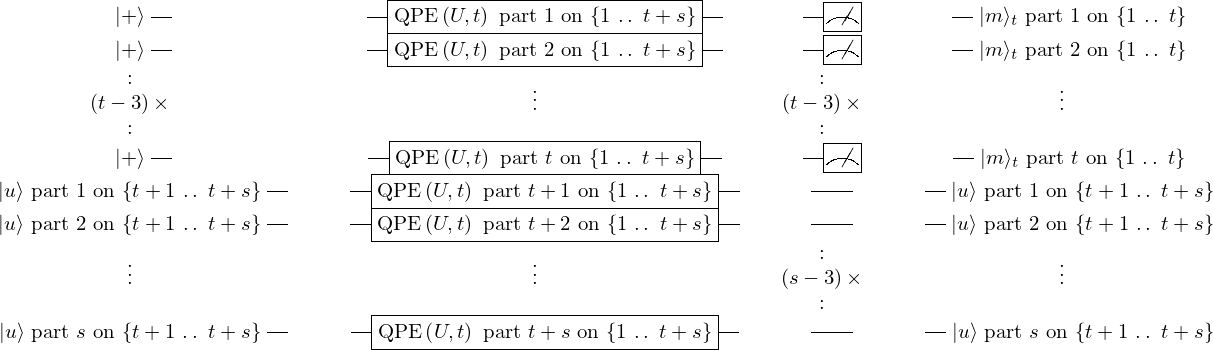 |+⟩ QPE (U, t) part 1 on {1 . . t + s} |m⟩ₜ part 1 on {1 . . t}
|+⟩ QPE (U, t) part 2 on {1 . . t + s} |m⟩ₜ part 2 on {1 . . t}
(t − 3) × ⋮ (t − 3) × ⋮
|+⟩ QPE (U, t) part t on {1 . . t + s} |m⟩ₜ part t on {1 . . t}
|u⟩ part 1 on {t + 1 . . t + s} QPE (U, t) part t + 1 on {1 . . t + s} |u⟩ part 1 on {t + 1 . . t + s}
|u⟩ part 2 on {t + 1 . . t + s} QPE (U, t) part t + 2 on {1 . . t + s} |u⟩ part 2 on {t + 1 . . t + s}
⋮ ⋮ (s − 3) × ⋮
|u⟩ part s on {t + 1 . . t + s} QPE (U, t) part t + s on {1 . . t + s} |u⟩ part s on {t + 1 . . t + s}